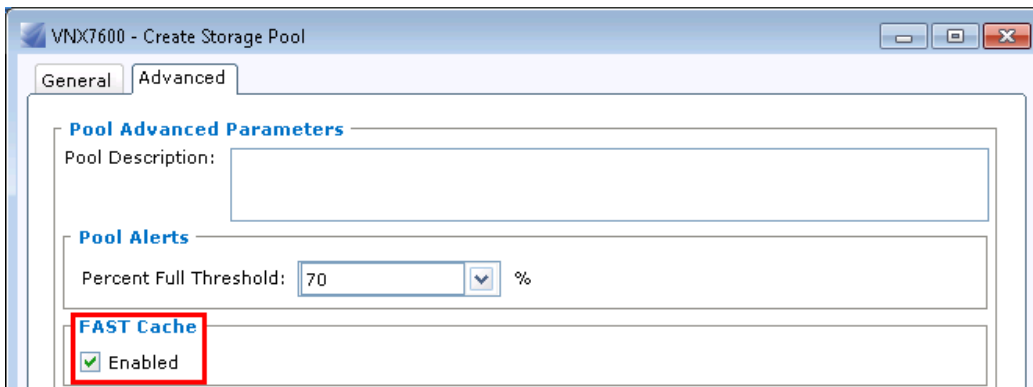 VNX7600 - Create Storage Pool
General Advanced
Pool Advanced Parameters
Pool Description:
Pool Alerts
Percent Full Threshold: 70 %
FAST Cache
Enabled